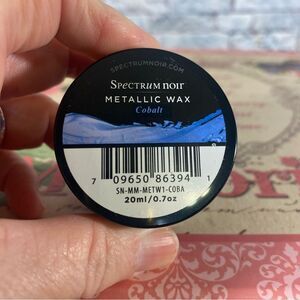 SPECTRUMNOIR.COM
SPECTRUM NOIR
METALLIC WAX
Cobalt
7 09650 86394 1
SN-MM-METW1-COBA
20ml/0.7oz